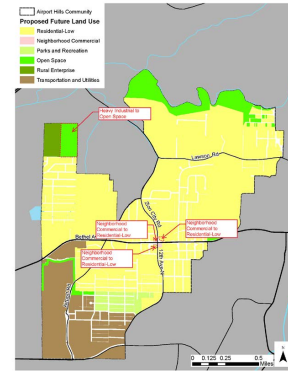 Airport Hills Community
Proposed Future Land Use
Residential-Low
Neighborhood Commercial
Parks and Recreation
Open Space
Rural Enterprise
Transportation and Utilities
Heavy Industrial to
Open Space
Lawson Rd
Neighborhood
Commercial to
Residential-Low
Neighborhood
Commercial to
Residential-Low
Bethel
Neighborhood
Commercial to
Residential-Low
N
0 0.125 0.25 0.5
Miles